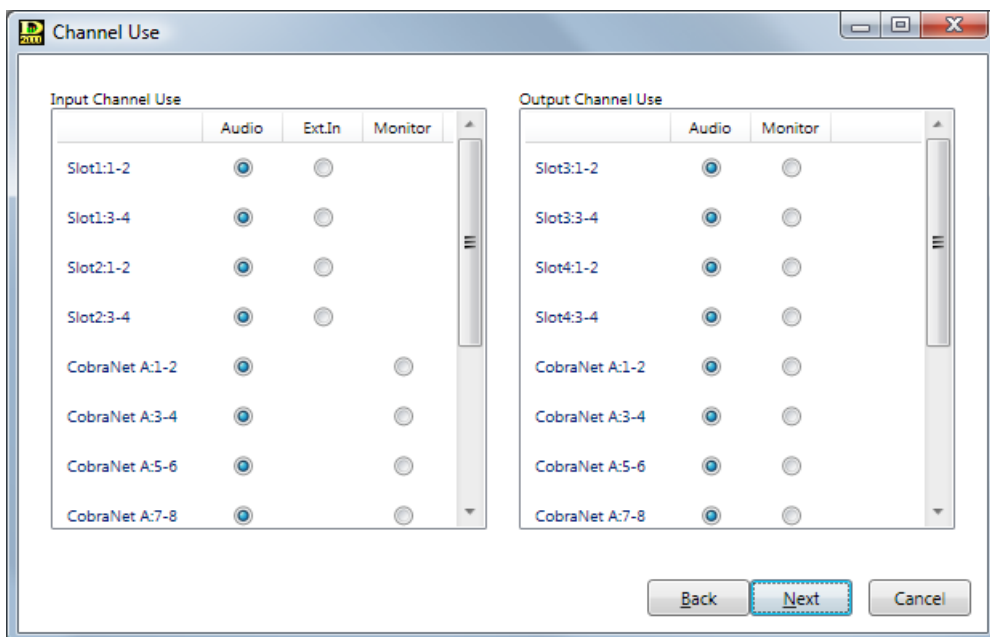 Channel Use
Input Channel Use
Audio Ext.In Monitor
Slot1:1-2
Slot1:3-4
Slot2:1-2
Slot2:3-4
CobraNet A:1-2
CobraNet A:3-4
CobraNet A:5-6
CobraNet A:7-8
Output Channel Use
Audio Monitor
Slot3:1-2
Slot3:3-4
Slot4:1-2
Slot4:3-4
CobraNet A:1-2
CobraNet A:3-4
CobraNet A:5-6
CobraNet A:7-8
Back Next Cancel